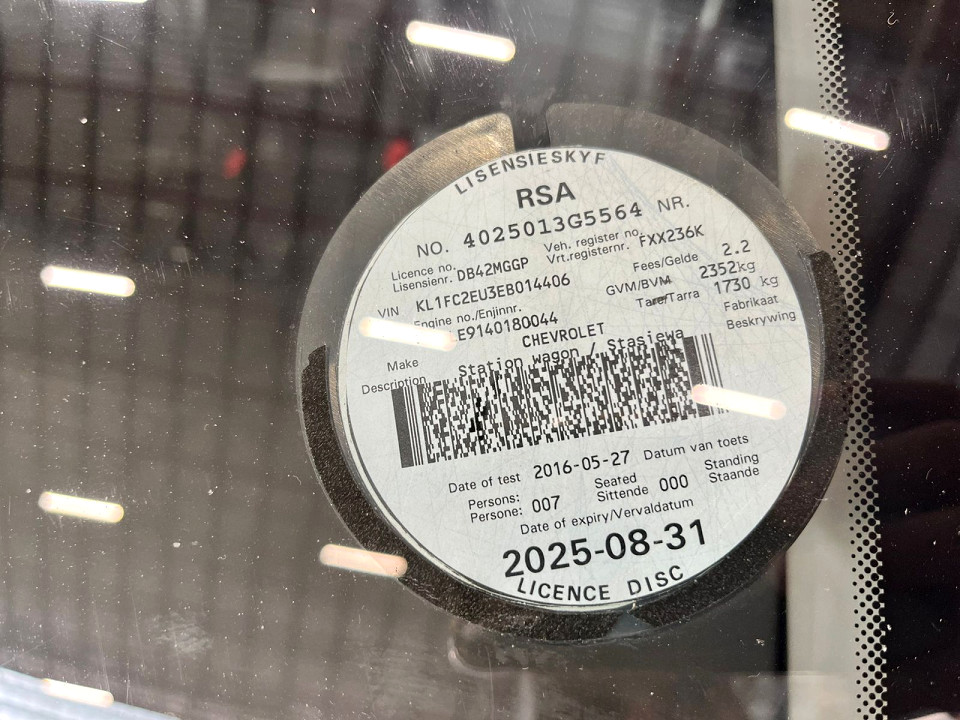 LISENSIESKYF
RSA
NO. 4025013G5564 NR.
Licence no. Lisensienr. DB42MGGP Veh. register no. Vrt.registernr. FXX236K
VIN KL1FC2EU3EB014406 Fees/Gelde 2.2
Engine no./Enjinnr. E9140180044 GVM/BVM 2352kg
Tare/Tarra 1730 kg
Make CHEVROLET Fabrikaat
Description Station wagon / Stasiewa Beskrywing
Date of test 2016-05-27 Datum van toets
Persons: Persone: 007 Seated Sittende 000 Standing Staande
Date of expiry/Vervaldatum
2025-08-31
LICENCE DISC